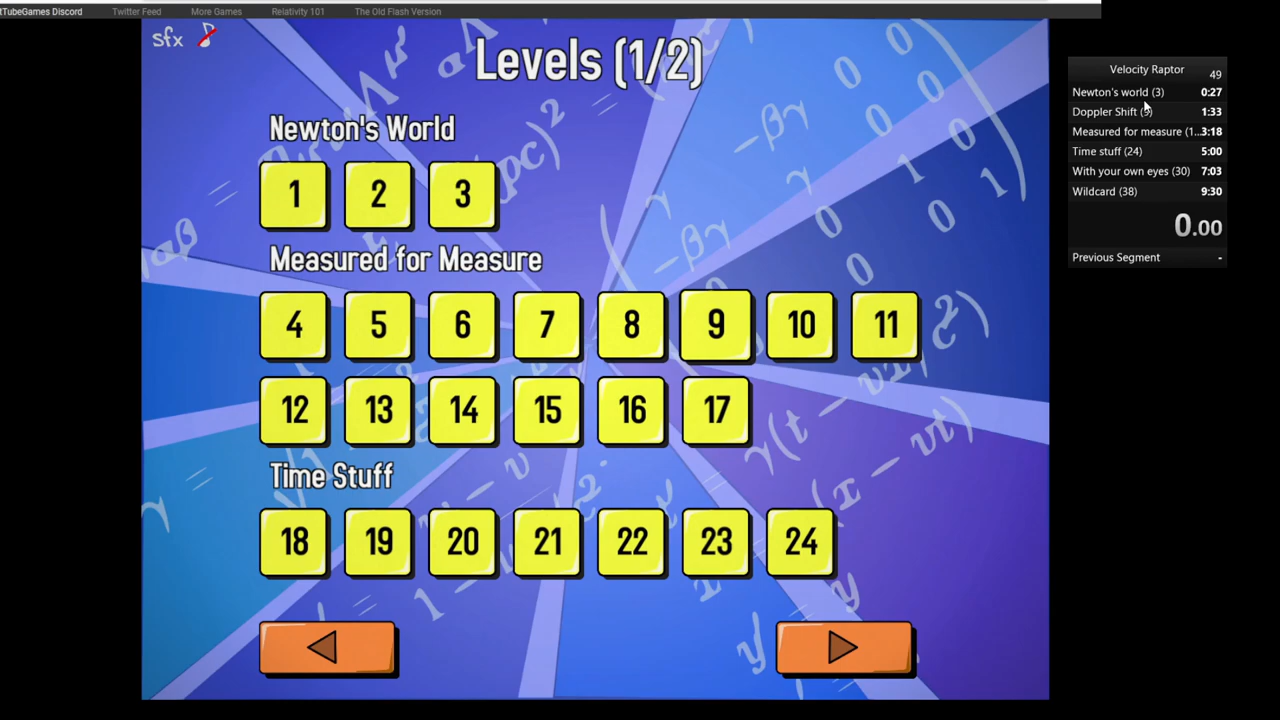 tTubeGames Discord Twitter Feed More Games Relativity 101 The Old Flash Version
sfx
Levels (1/2)
Newton's World
1 2 3
Measured for Measure
4 5 6 7 8 9 10 11
12 13 14 15 16 17
Time Stuff
18 19 20 21 22 23 24
Velocity Raptor
49
Newton's world (3) 0:27
Doppler Shift (9) 1:33
Measured for measure (1... 3:18
Time stuff (24) 5:00
With your own eyes (30) 7:03
Wildcard (38) 9:30
0.00
Previous Segment -